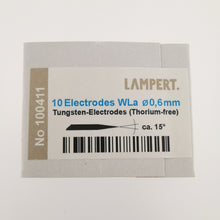 LAMPERT.
10 Electrodes WLa ø0,6mm
Tungsten-Electrodes (Thorium-free)
ca. 15°
No 100411